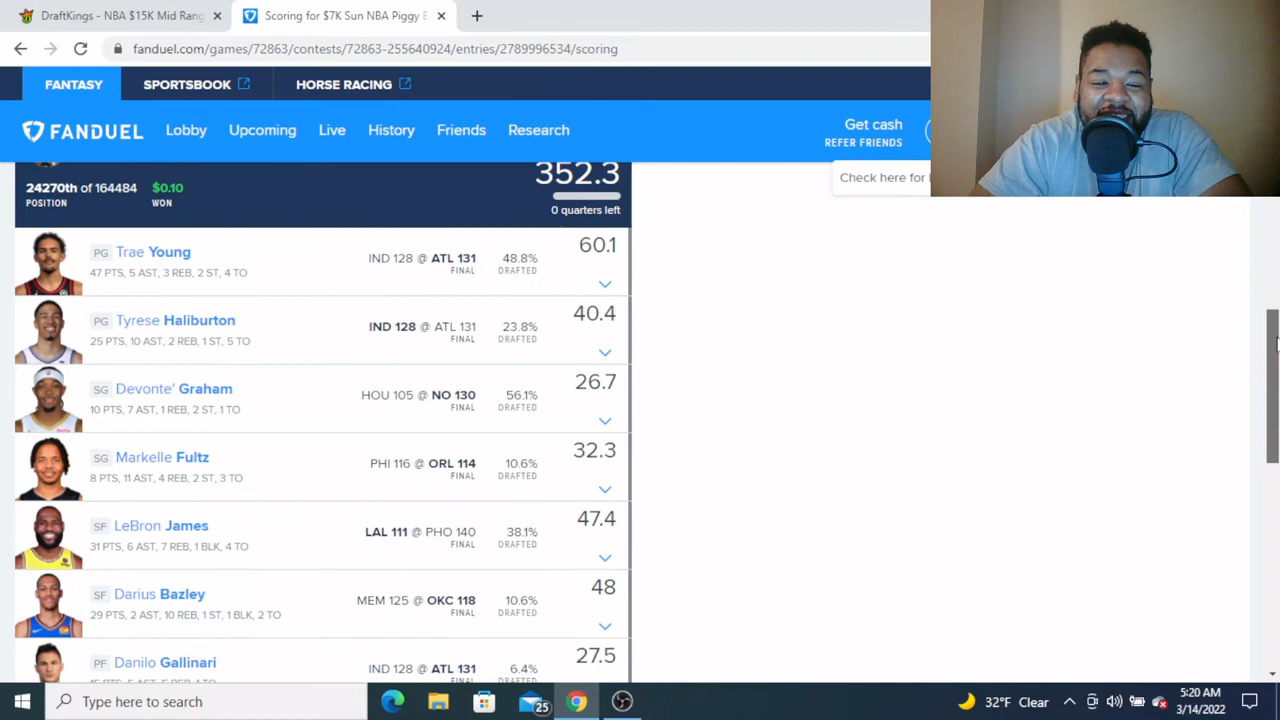 DraftKings - NBA $15K Mid Rang
Scoring for $7K Sun NBA Piggy B
fanduel.com/games/72863/contests/72863-255640924/entries/2789996534/scoring
FANTASY SPORTSBOOK HORSE RACING
FANDUEL Lobby Upcoming Live History Friends Research
Get cash
REFER FRIENDS
Check here for
352.3
24270th of 164484 $0.10
POSITION WON
0 quarters left
PG Trae Young
47 PTS, 5 AST, 3 REB, 2 ST, 4 TO
IND 128 @ ATL 131
FINAL
48.8%
DRAFTED
60.1
PG Tyrese Haliburton
25 PTS, 10 AST, 2 REB, 1 ST, 5 TO
IND 128 @ ATL 131
FINAL
23.8%
DRAFTED
40.4
SG Devonte' Graham
10 PTS, 7 AST, 1 REB, 2 ST, 1 TO
HOU 105 @ NO 130
FINAL
56.1%
DRAFTED
26.7
SG Markelle Fultz
8 PTS, 11 AST, 4 REB, 2 ST, 3 TO
PHI 116 @ ORL 114
FINAL
10.6%
DRAFTED
32.3
SF LeBron James
31 PTS, 6 AST, 7 REB, 1 BLK, 4 TO
LAL 111 @ PHO 140
FINAL
38.1%
DRAFTED
47.4
SF Darius Bazley
29 PTS, 2 AST, 10 REB, 1 ST, 1 BLK, 2 TO
MEM 125 @ OKC 118
FINAL
10.6%
DRAFTED
48
PF Danilo Gallinari
IND 128 @ ATL 131
6.4%
27.5
Type here to search
25
32°F Clear
5:20 AM
3/14/2022